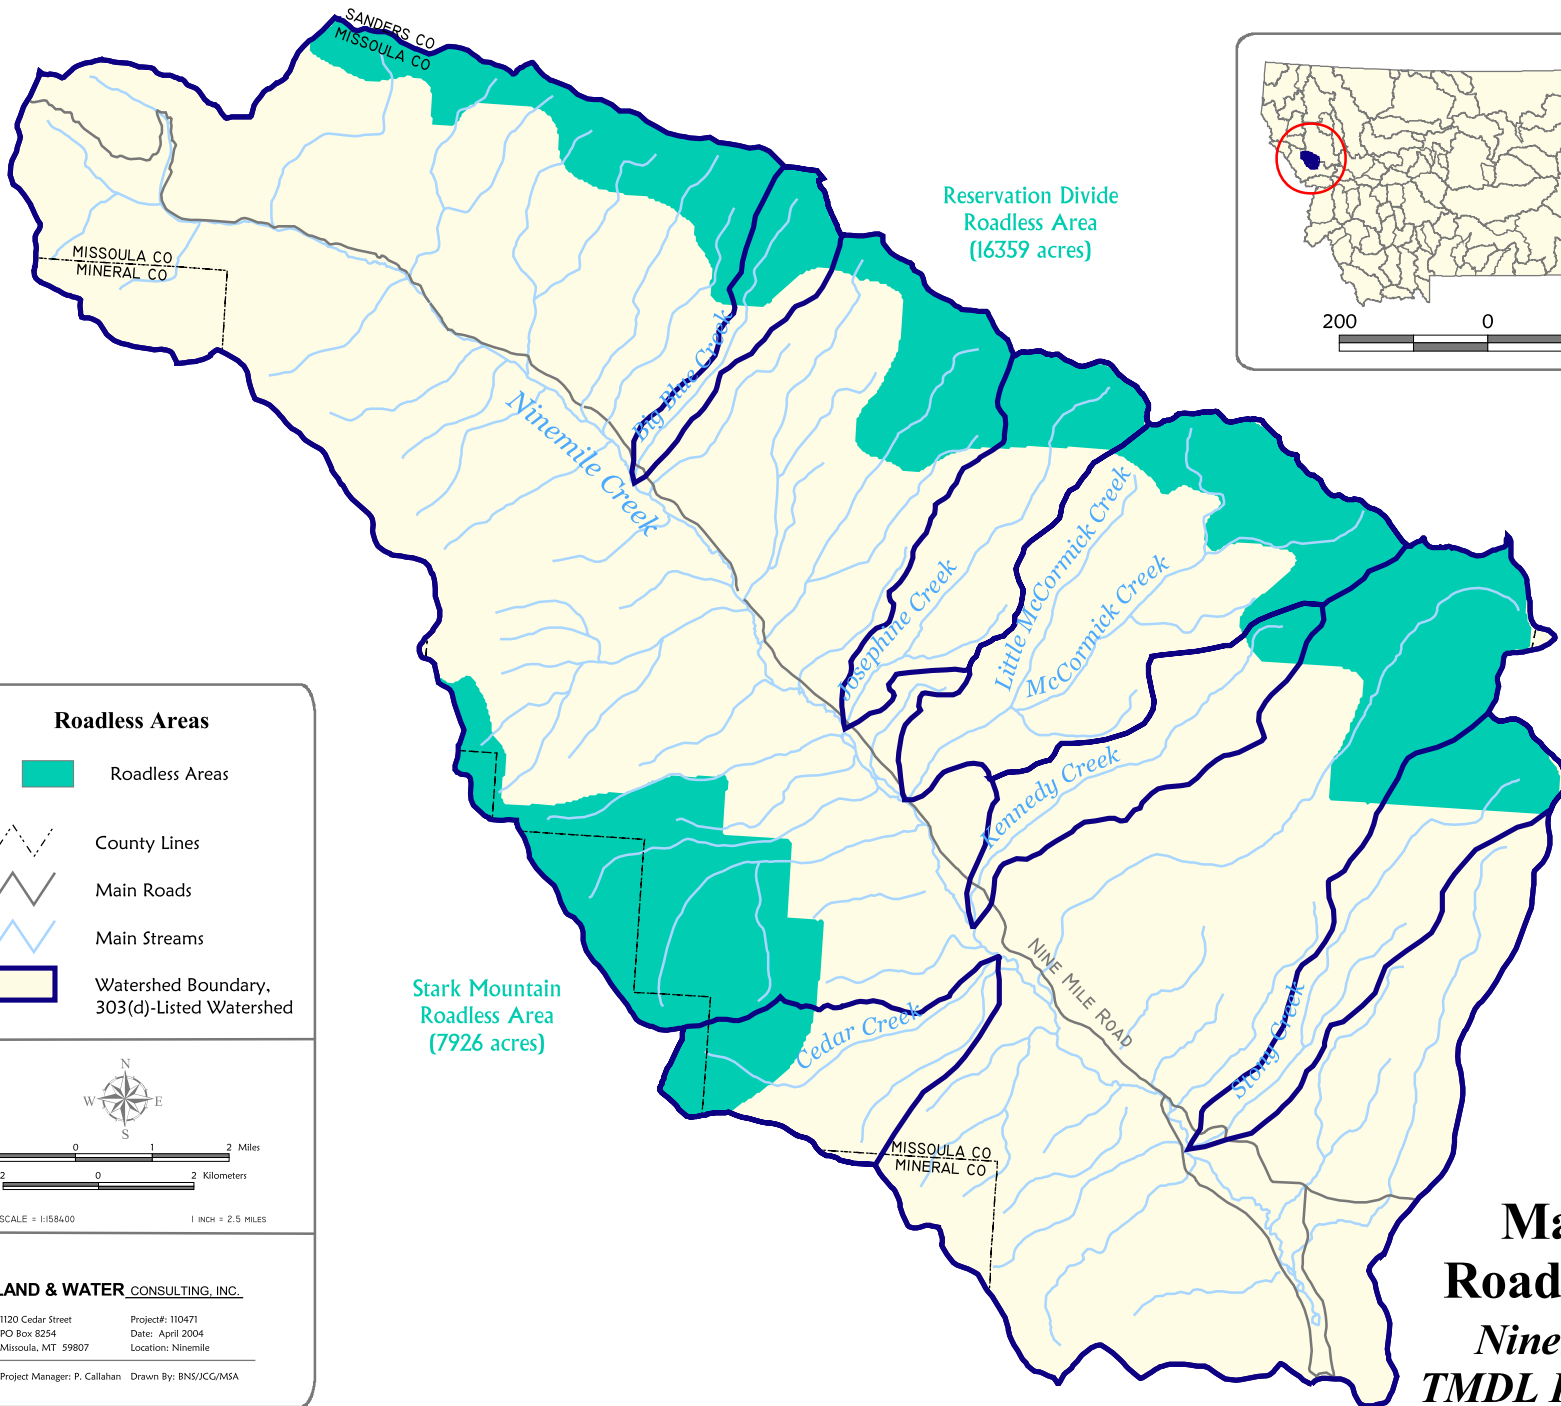 SANDERS CO
MISSOULA CO
Reservation Divide
Roadless Area
(16359 acres)
200
0
MISSOULA CO
MINERAL CO
Big Blue Creek
Ninemile Creek
Josephine Creek
Little McCormick Creek
McCormick Creek
Kennedy Creek
NINE MILE ROAD
Stony Creek
Cedar Creek
Stark Mountain
Roadless Area
(7926 acres)
MISSOULA CO
MINERAL CO
Roadless Areas
Roadless Areas
County Lines
Main Roads
Main Streams
Watershed Boundary,
303(d)-Listed Watershed
N
W E
S
0 1 2 Miles
2 0 2 Kilometers
SCALE = 1:158400 1 INCH = 2.5 MILES
LAND & WATER CONSULTING, INC.
1120 Cedar Street Project#: 110471
PO Box 8254 Date: April 2004
Missoula, MT 59807 Location: Ninemile
Project Manager: P. Callahan Drawn By: BNS/JCG/MSA
Ma
Road
Nine
TMDL